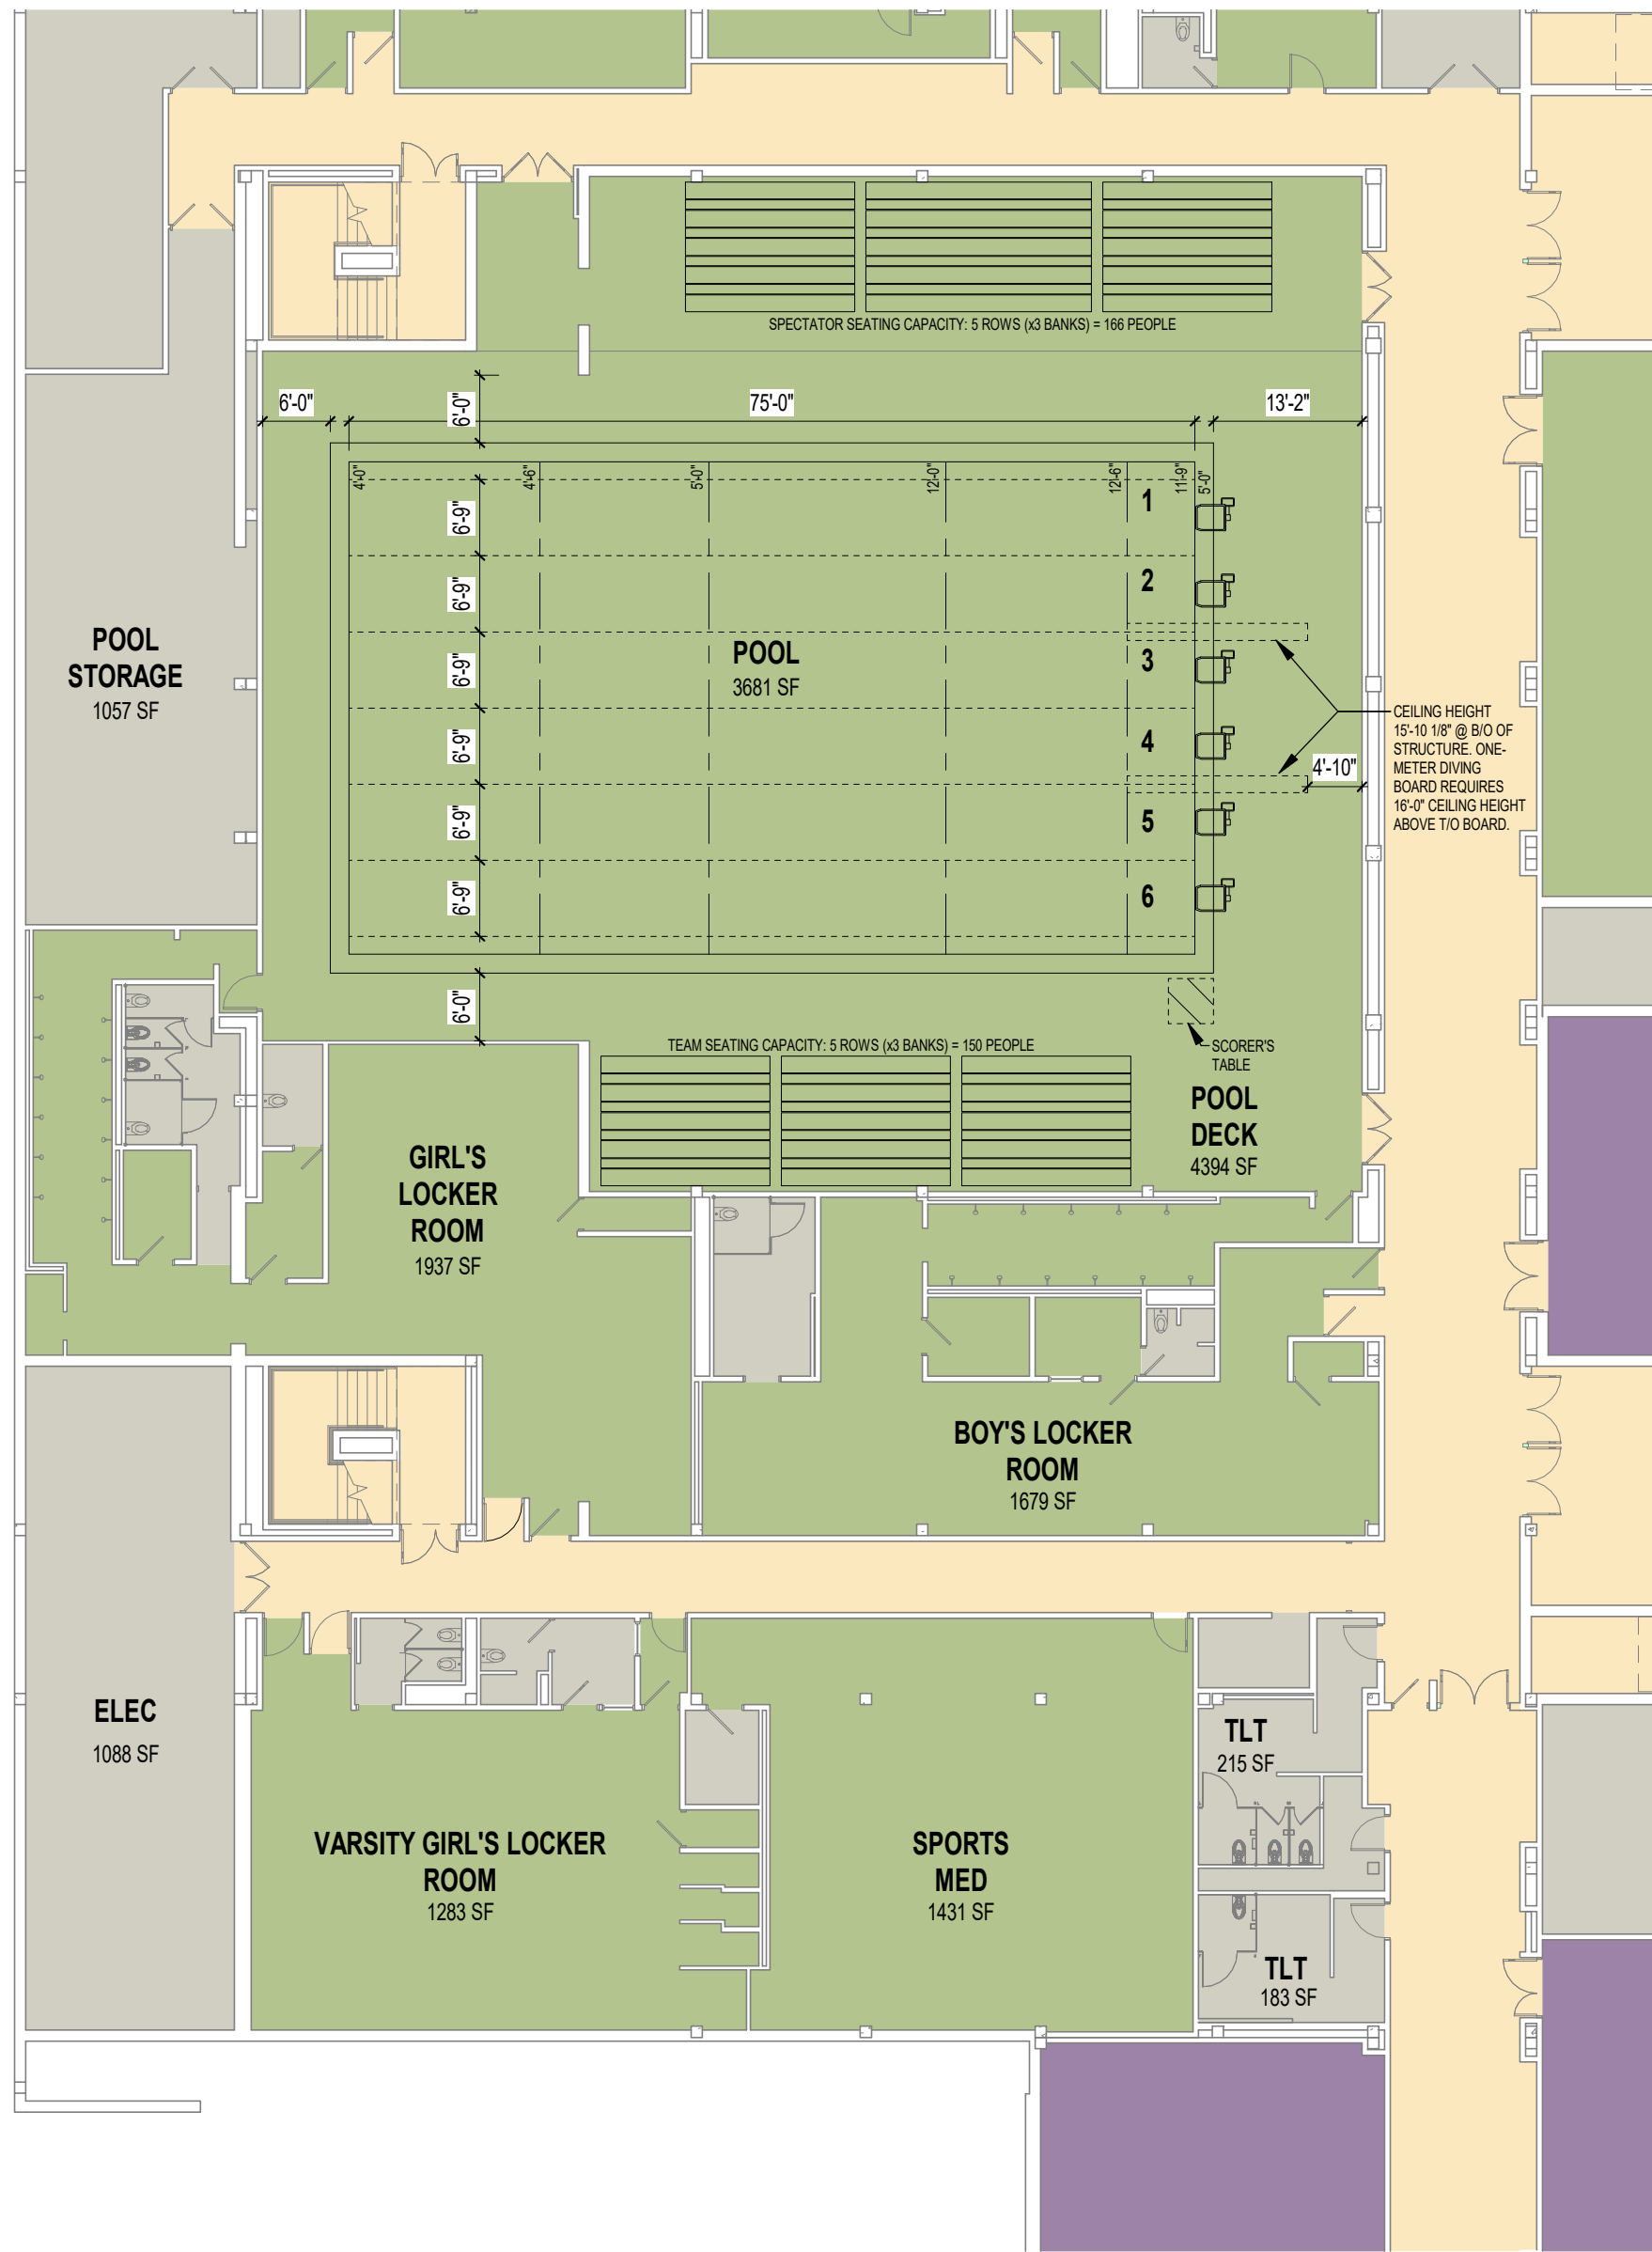 SPECTATOR SEATING CAPACITY: 5 ROWS (x3 BANKS) = 166 PEOPLE
6'-0"
6'-0"
75'-0"
13'-2"
4'-0"
4'-6"
5'-0"
12'-0"
12'-6"
11'-9"
5'-0"
1
6'-9"
2
6'-9"
3
6'-9"
4
6'-9"
5
6'-9"
6
6'-9"
POOL
3681 SF
POOL
STORAGE
1057 SF
CEILING HEIGHT
15'-10 1/8" @ B/O OF
STRUCTURE. ONE-
METER DIVING
BOARD REQUIRES
16'-0" CEILING HEIGHT
ABOVE T/O BOARD.
4'-10"
6'-0"
TEAM SEATING CAPACITY: 5 ROWS (x3 BANKS) = 150 PEOPLE
SCORER'S
TABLE
POOL
DECK
4394 SF
GIRL'S
LOCKER
ROOM
1937 SF
BOY'S LOCKER
ROOM
1679 SF
ELEC
1088 SF
TLT
215 SF
VARSITY GIRL'S LOCKER
ROOM
1283 SF
SPORTS
MED
1431 SF
TLT
183 SF